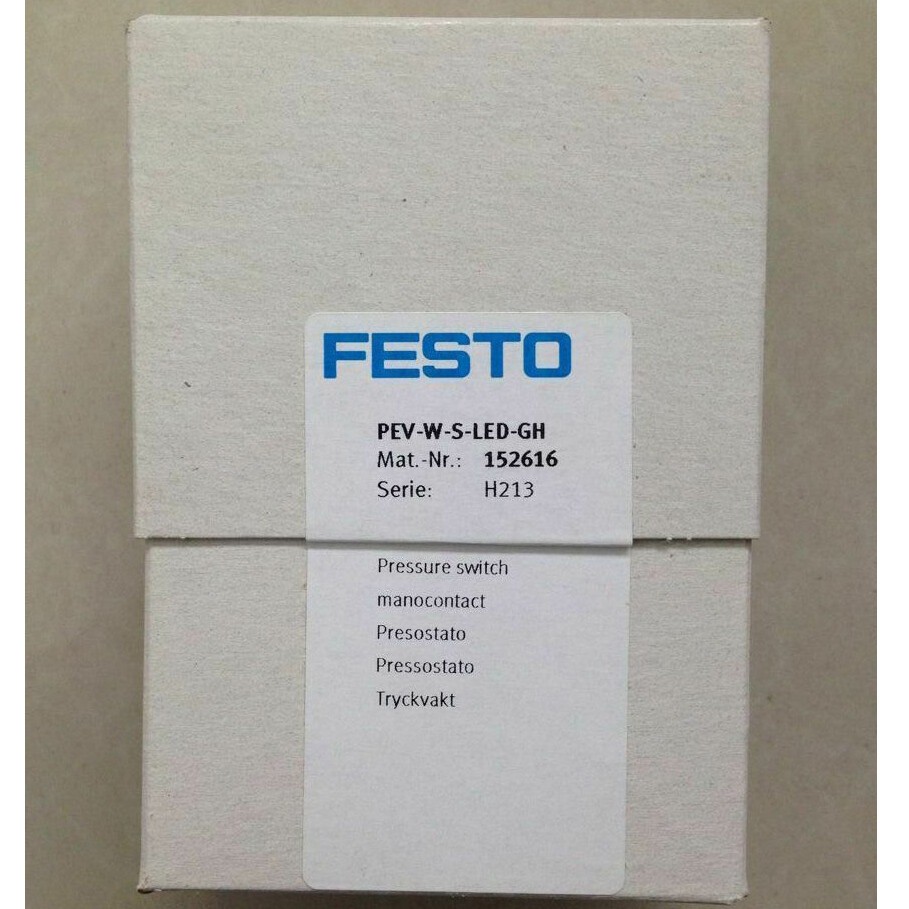 FESTO
PEV-W-S-LED-GH
Mat.-Nr.: 152616
Serie: H213
Pressure switch
manocontact
Presostato
Pressostato
Tryckvakt